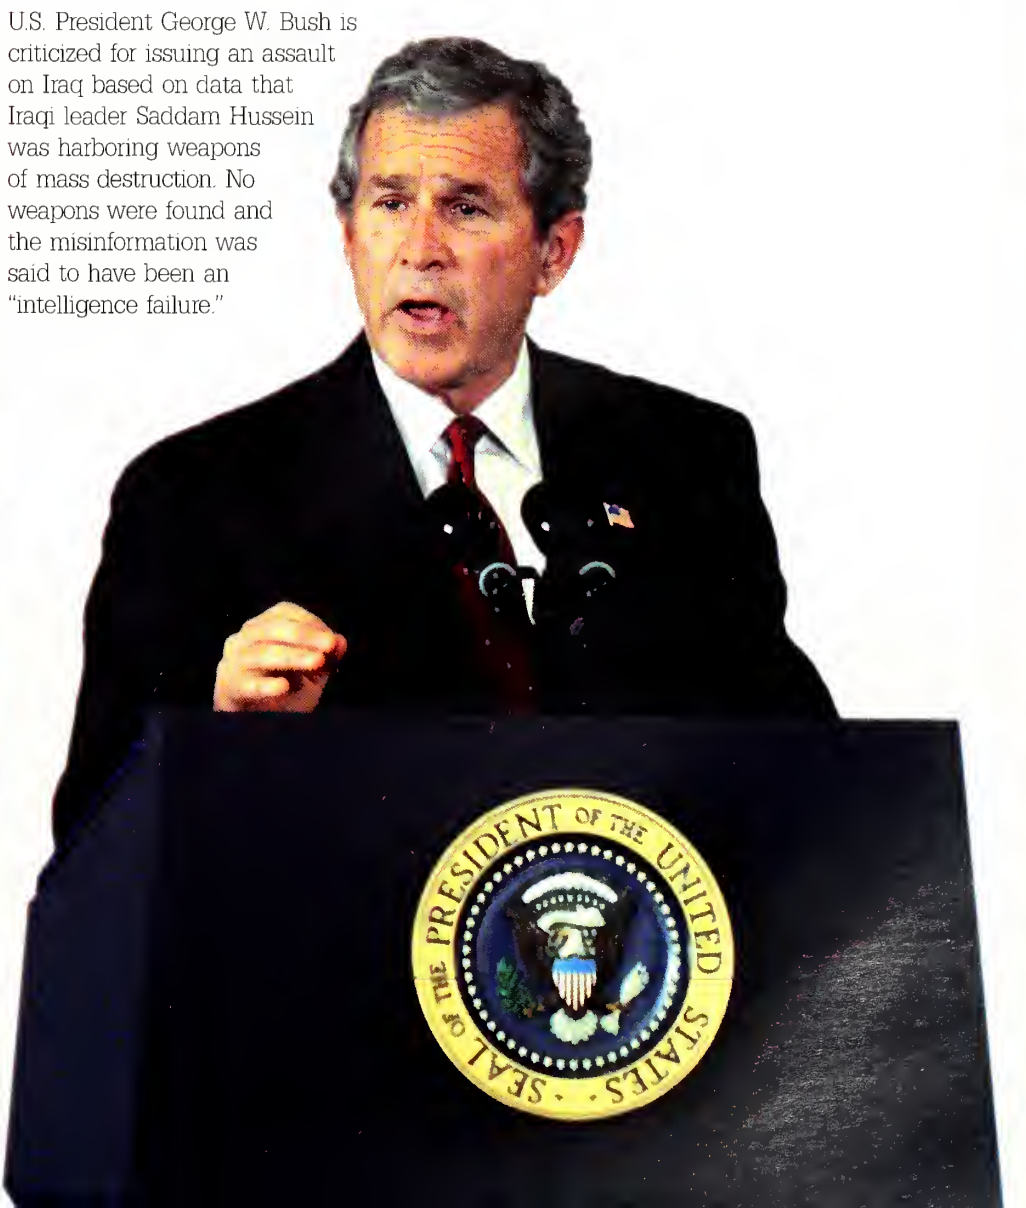 U.S. President George W. Bush is
criticized for issuing an assault
on Iraq based on data that
Iraqi leader Saddam Hussein
was harboring weapons
of mass destruction. No
weapons were found and
the misinformation was
said to have been an
"intelligence failure."
SEAL OF THE PRESIDENT OF THE UNITED STATES